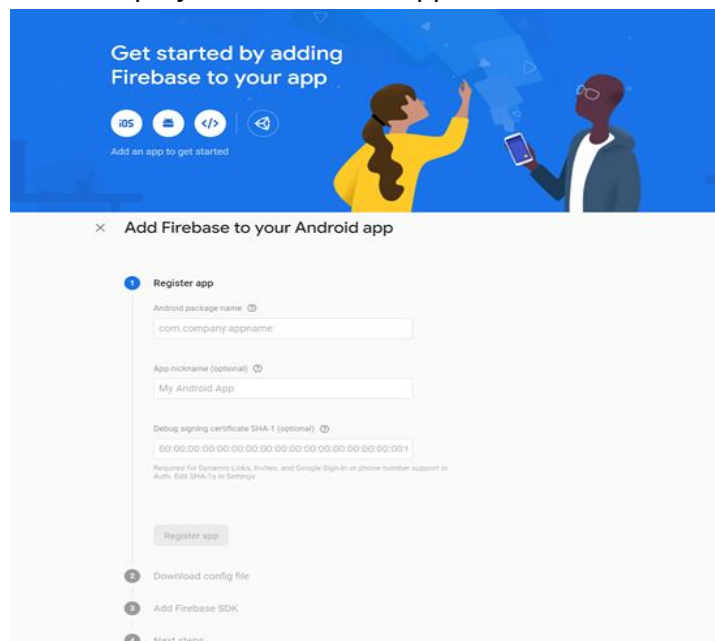 Get started by adding
Firebase to your app
iOS
</>
Add an app to get started
× Add Firebase to your Android app
1 Register app
Android package name ?
com.company.appname
App nickname (optional) ?
My Android App
Debug signing certificate SHA-1 (optional) ?
00:00:00:00:00:00:00:00:00:00:00:00:00:00:00:00:00:
Required for Dynamic Links, Invites, and Google Sign-In or phone number support in
Auth. Edit SHA-1s in Settings.
Register app
2 Download config file
3 Add Firebase SDK
4 Next steps